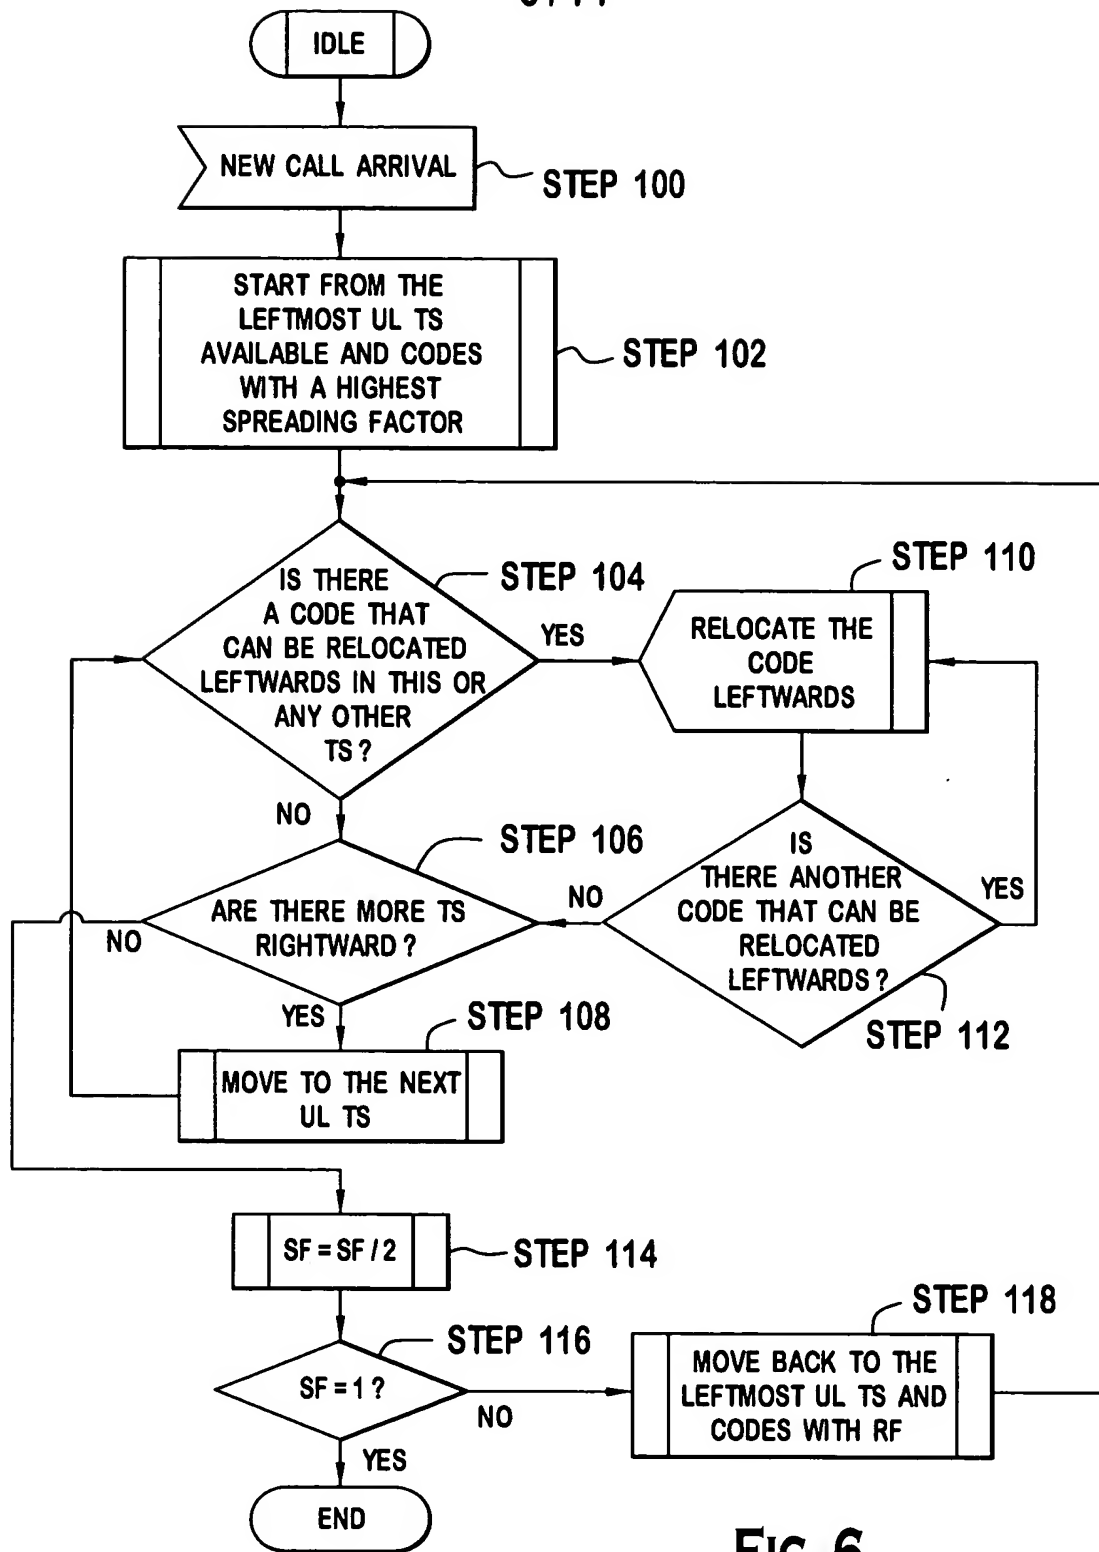 IDLE
NEW CALL ARRIVAL
STEP 100
START FROM THE
LEFTMOST UL TS
AVAILABLE AND CODES
WITH A HIGHEST
SPREADING FACTOR
STEP 102
IS THERE
A CODE THAT
CAN BE RELOCATED
LEFTWARDS IN THIS OR
ANY OTHER
TS?
STEP 104
YES
NO
STEP 110
RELOCATE THE
CODE
LEFTWARDS
IS
THERE ANOTHER
CODE THAT CAN BE
RELOCATED
LEFTWARDS?
YES
NO
STEP 112
STEP 106
ARE THERE MORE TS
RIGHTWARD?
NO
YES
STEP 108
MOVE TO THE NEXT
UL TS
SF=SF/2
STEP 114
STEP 116
SF=1?
NO
YES
STEP 118
MOVE BACK TO THE
LEFTMOST UL TS AND
CODES WITH RF
END
FIG. 6